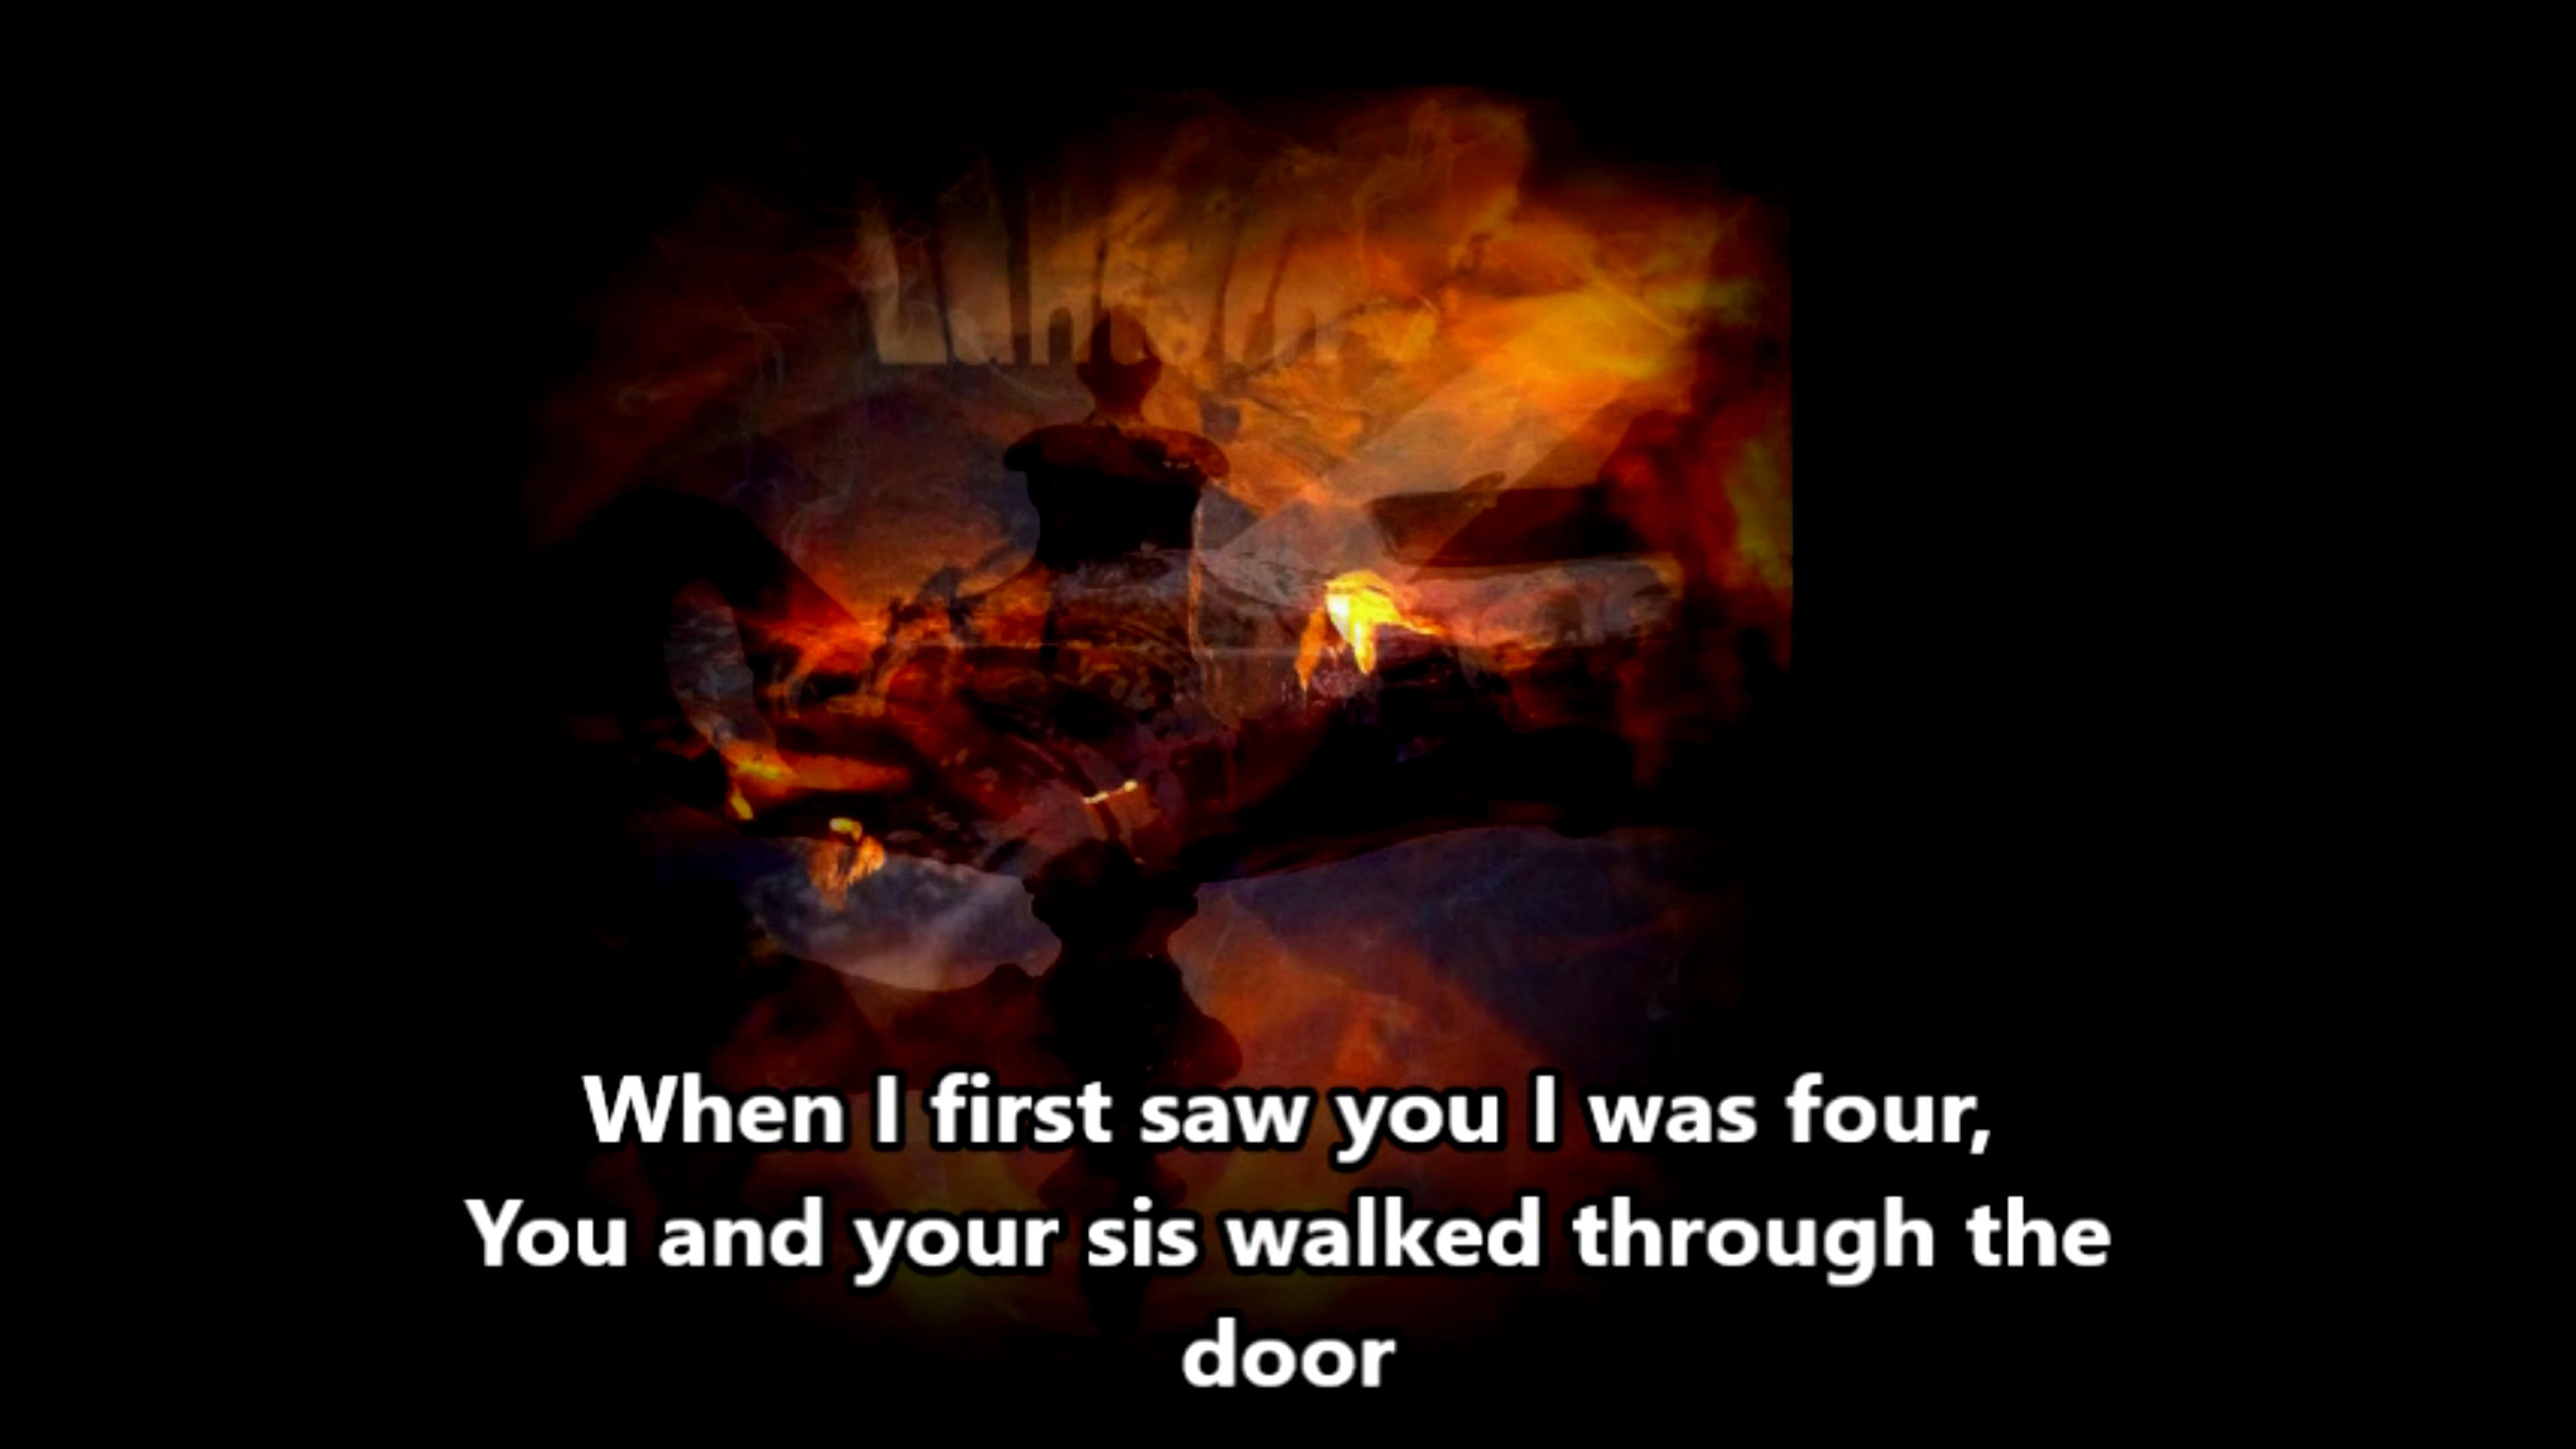 When I first saw you I was four,
You and your sis walked through the
door